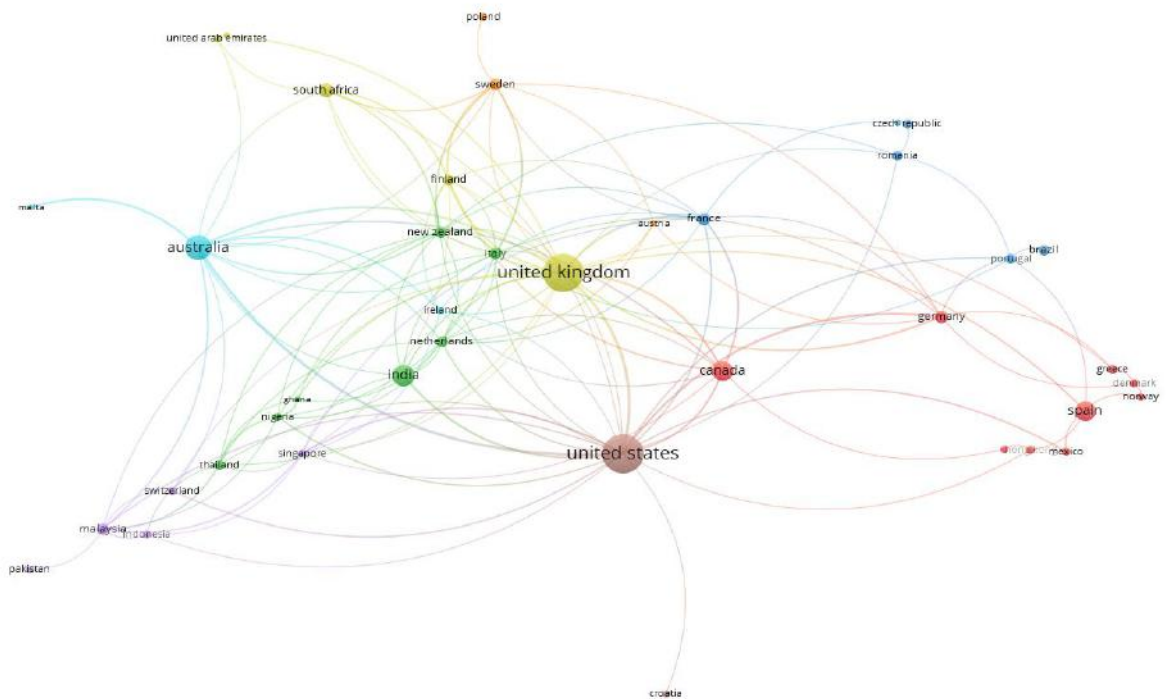 poland
united arab emirates
sweden
south africa
czech republic
romania
finland
malta
france
austria
new zealand
australia
italy
brazil
portugal
united kingdom
ireland
germany
netherlands
canada
greece
india
denmark
norway
ghana
spain
nigeria
united states
mexico
singapore
thailand
switzerland
malaysia
indonesia
pakistan
croatia